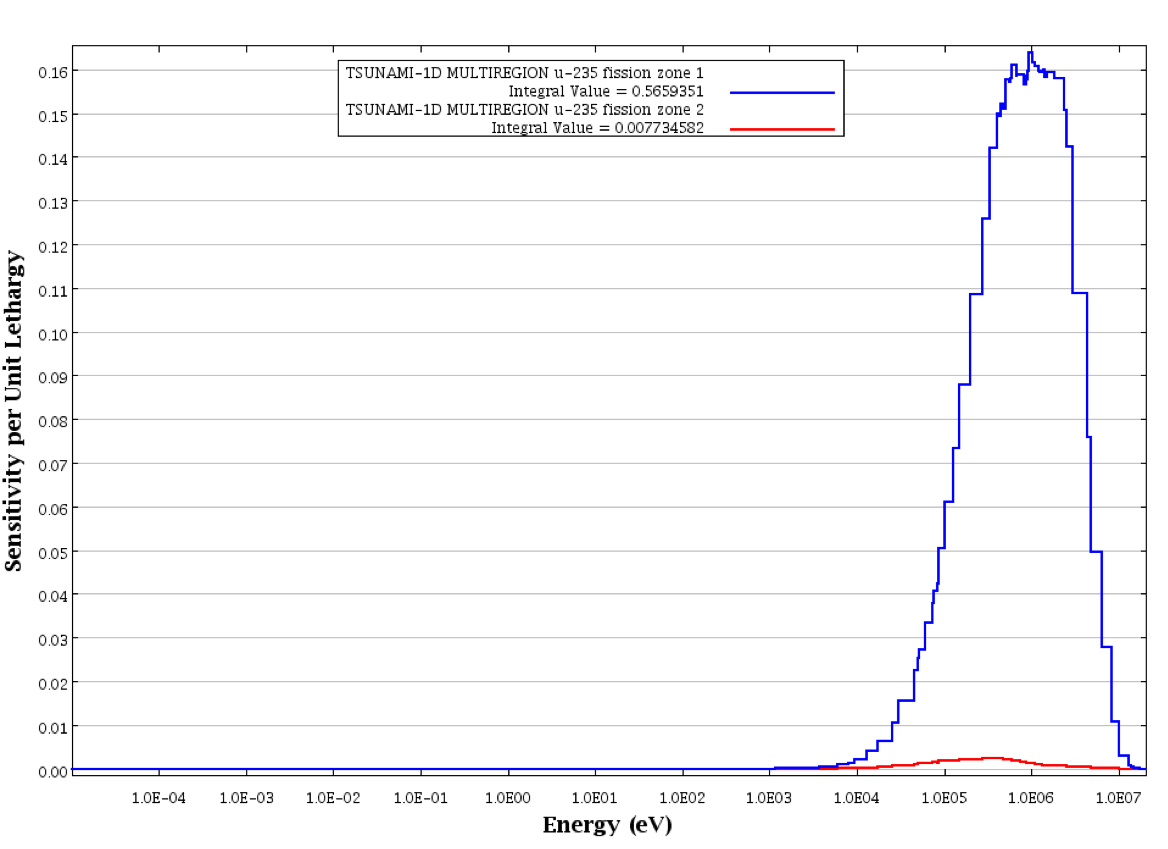 TSUNAMI-1D MULTIREGION u-235 fission zone 1
Integral Value = 0.5659351
TSUNAMI-1D MULTIREGION u-235 fission zone 2
Integral Value = 0.007734582
Sensitivity per Unit Lethargy
0.16
0.15
0.14
0.13
0.12
0.11
0.10
0.09
0.08
0.07
0.06
0.05
0.04
0.03
0.02
0.01
0.00
1.0E-04 1.0E-03 1.0E-02 1.0E-01 1.0E00 1.0E01 1.0E02 1.0E03 1.0E04 1.0E05 1.0E06 1.0E07
Energy (eV)